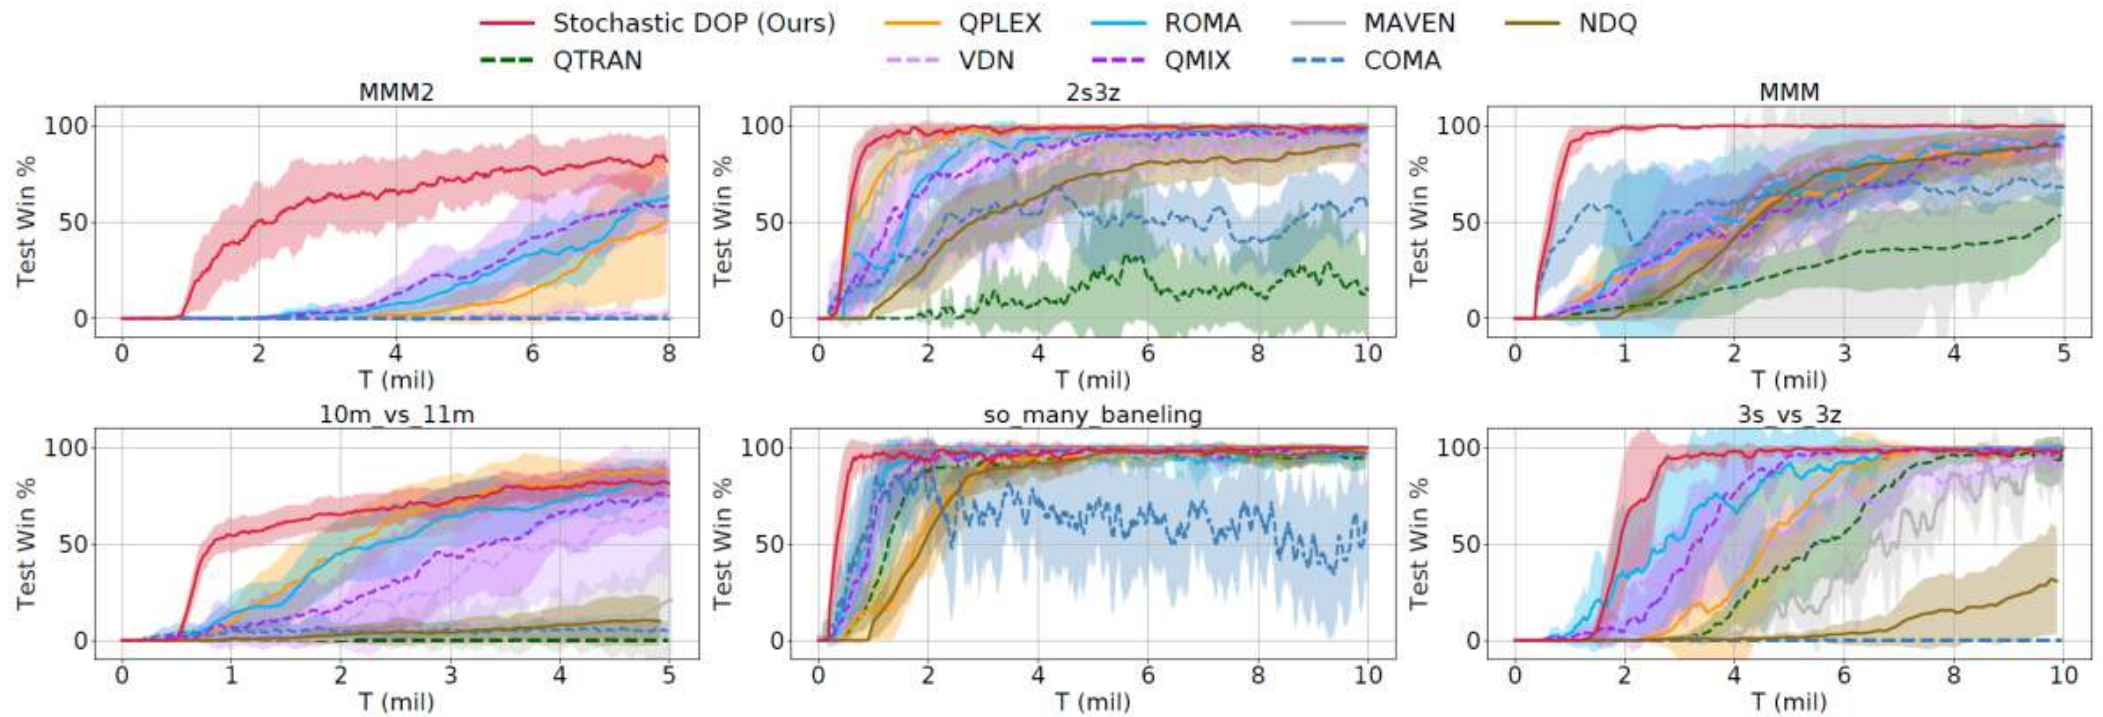 Stochastic DOP (Ours) QPLEX ROMA MAVEN NDQ
QTRAN VDN QMIX COMA
MMM2 2s3z MMM
Test Win % Test Win % Test Win %
100 100 100
50 50 50
0 0 0
0 2 4 6 8 0 2 4 6 8 10 0 1 2 3 4 5
T (mil) T (mil) T (mil)
10m_vs_11m so_many_baneling 3s_vs_3z
Test Win % Test Win % Test Win %
100 100 100
50 50 50
0 0 0
0 1 2 3 4 5 0 2 4 6 8 10 0 2 4 6 8 10
T (mil) T (mil) T (mil)